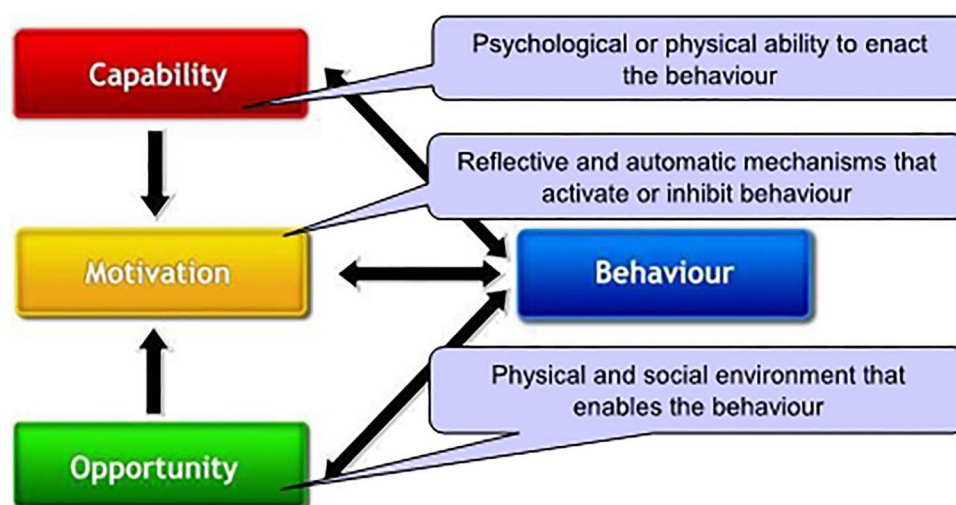 Capability
Psychological or physical ability to enact
the behaviour
Motivation
Reflective and automatic mechanisms that
activate or inhibit behaviour
Behaviour
Opportunity
Physical and social environment that
enables the behaviour